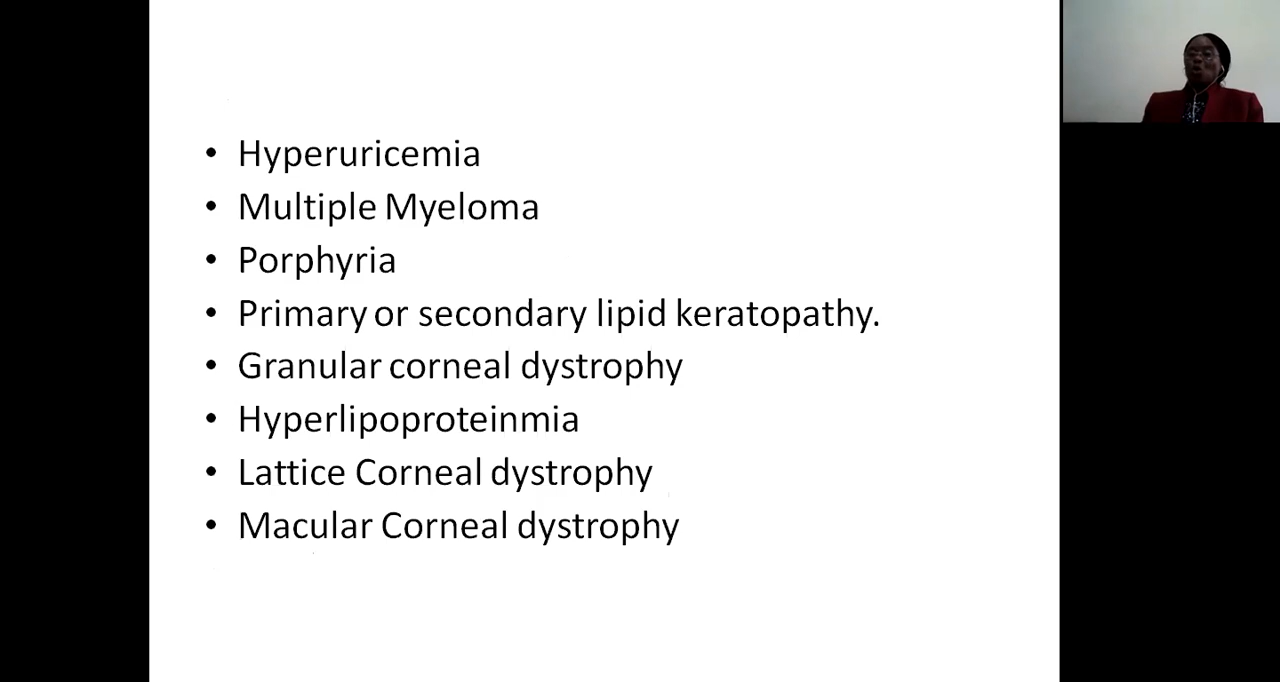 • Hyperuricemia
• Multiple Myeloma
• Porphyria
• Primary or secondary lipid keratopathy.
• Granular corneal dystrophy
• Hyperlipoproteinmia
• Lattice Corneal dystrophy
• Macular Corneal dystrophy